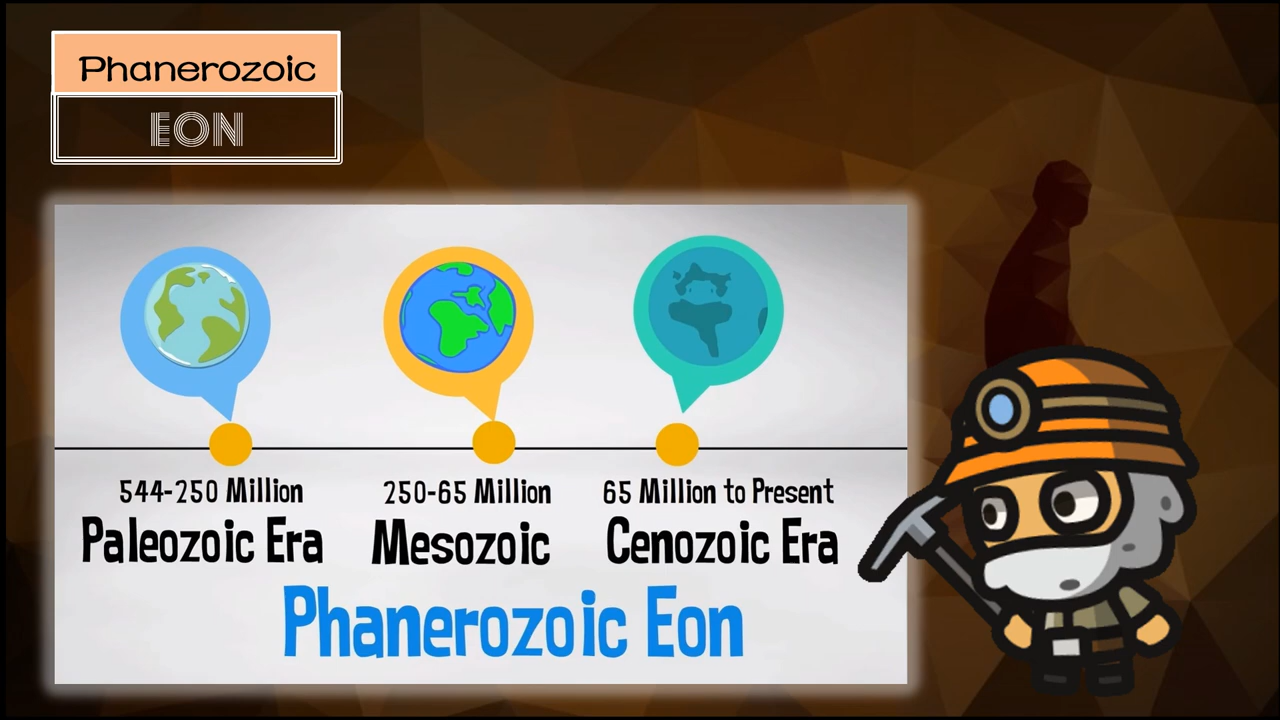 Phanerozoic
EON
544-250 Million
Paleozoic Era
250-65 Million
Mesozoic
65 Million to Present
Cenozoic Era
Phanerozoic Eon